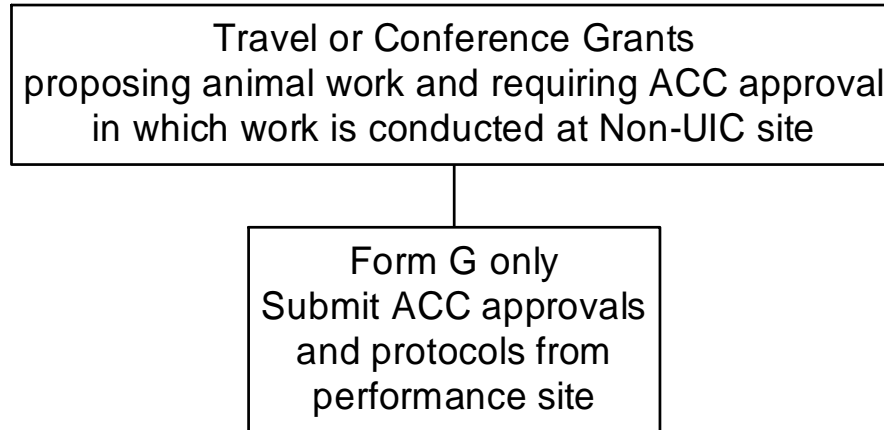 Travel or Conference Grants
proposing animal work and requiring ACC approval
in which work is conducted at Non-UIC site
Form G only
Submit ACC approvals
and protocols from
performance site